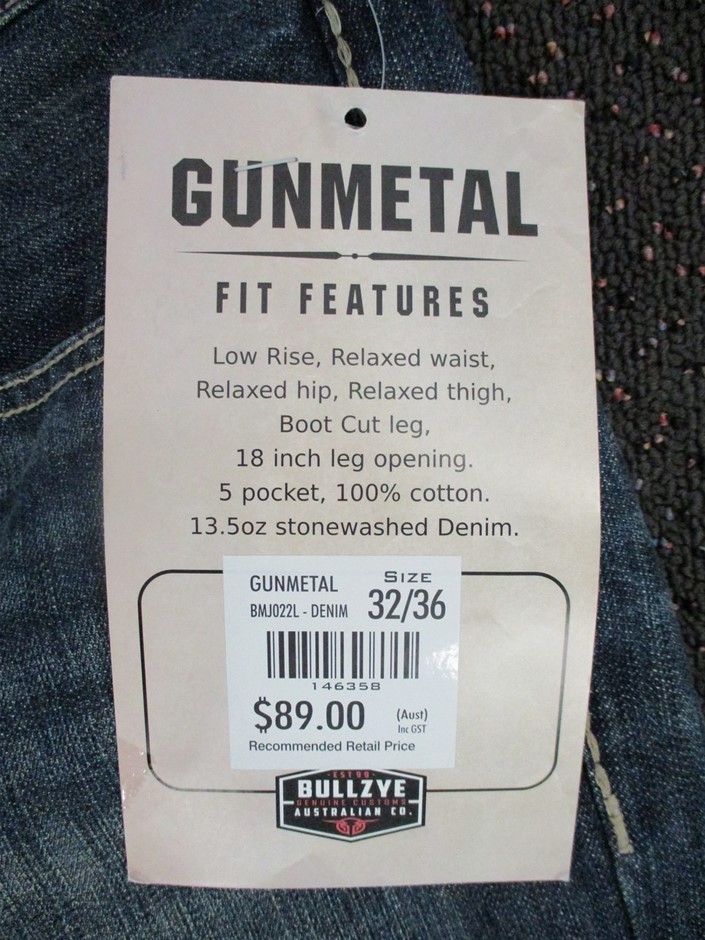 GUNMETAL
FIT FEATURES
Low Rise, Relaxed waist,
Relaxed hip, Relaxed thigh,
Boot Cut leg,
18 inch leg opening.
5 pocket, 100% cotton.
13.5oz stonewashed Denim.
GUNMETAL SIZE
BMJ022L - DENIM 32/36
146358
$89.00 (Aust)
Inc GST
Recommended Retail Price
·EST99·
BULLZYE
GENUINE CUSTOMS
AUSTRALIAN CO.